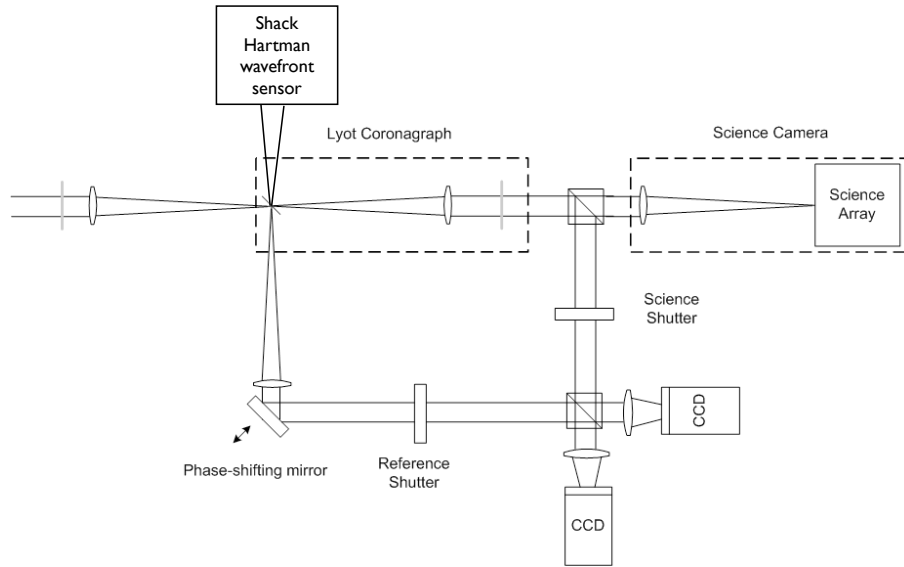 Shack
Hartman
wavefront
sensor
Lyot Coronagraph
Science Camera
Science
Array
Science
Shutter
CCD
Phase-shifting mirror
Reference
Shutter
CCD